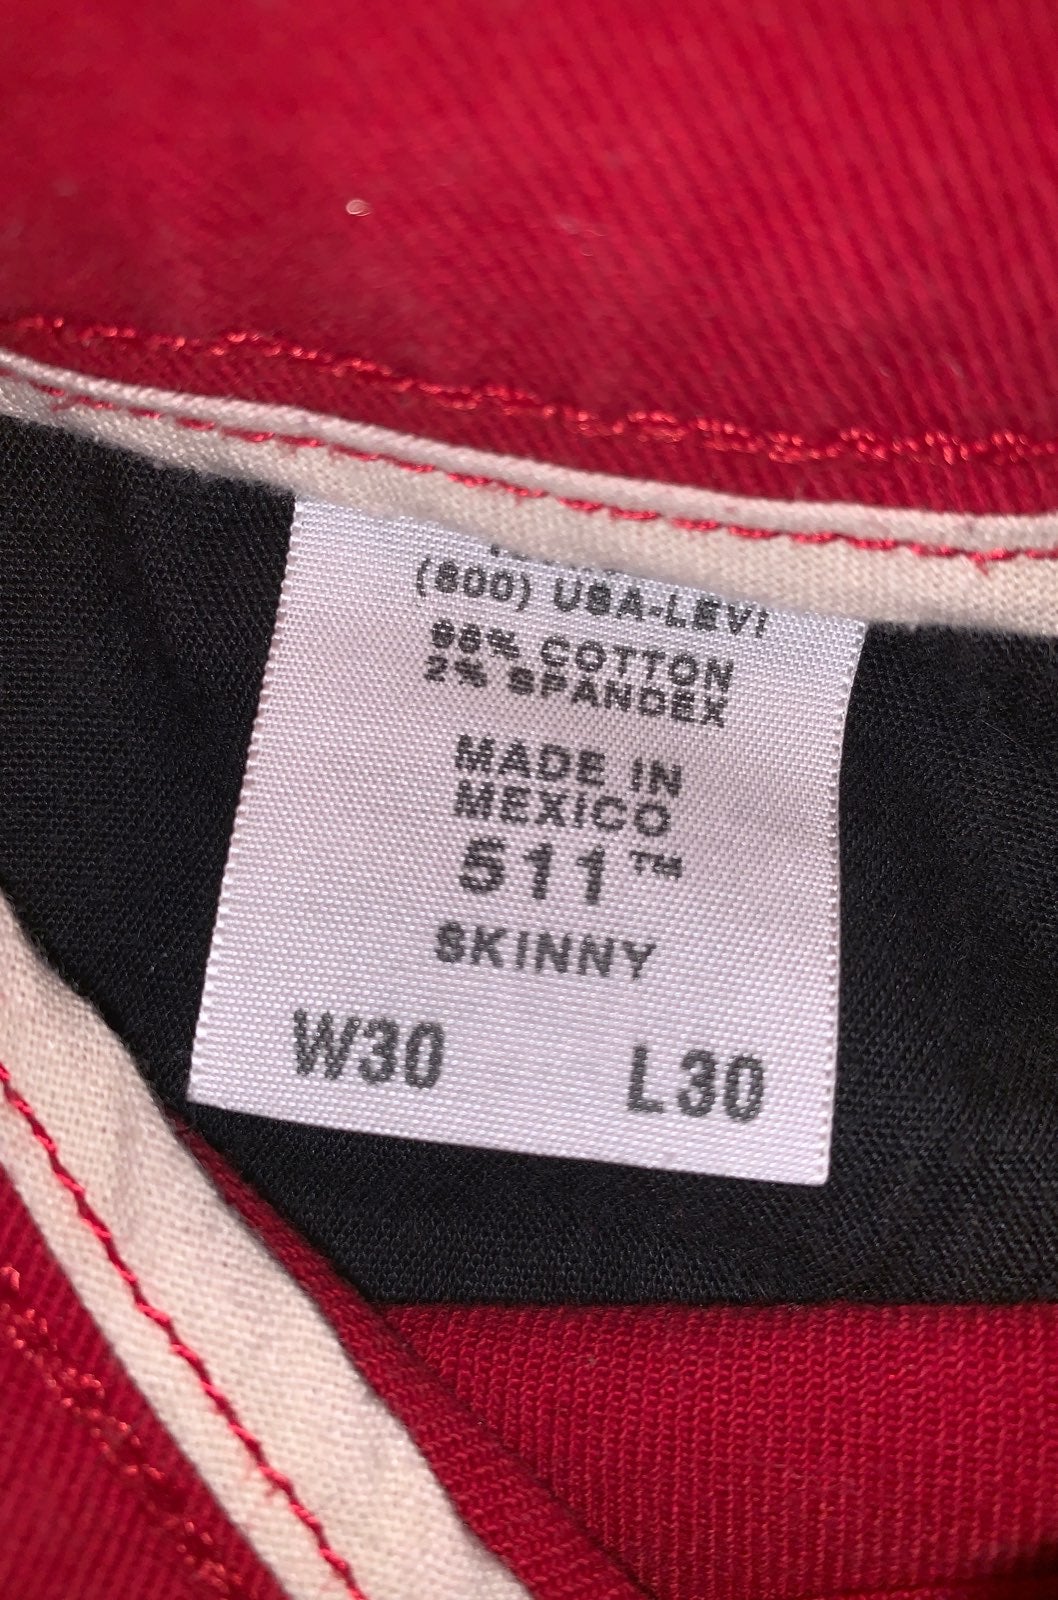 (800) USA-LEVI
98% COTTON
2% SPANDEX
MADE IN
MEXICO
511™
SKINNY
W30 L30